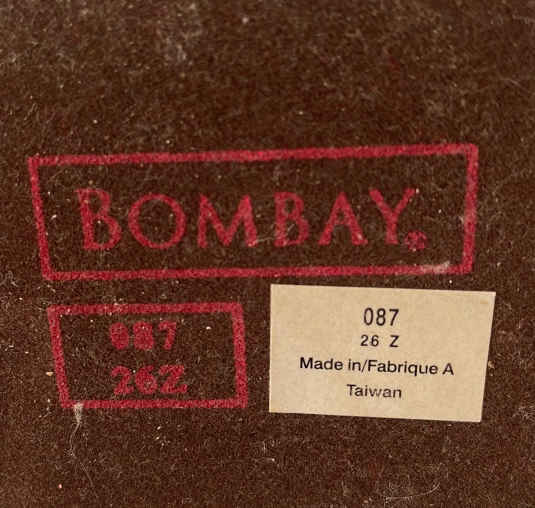 BOMBAY®
087
26Z
087
26 Z
Made in/Fabrique A
Taiwan